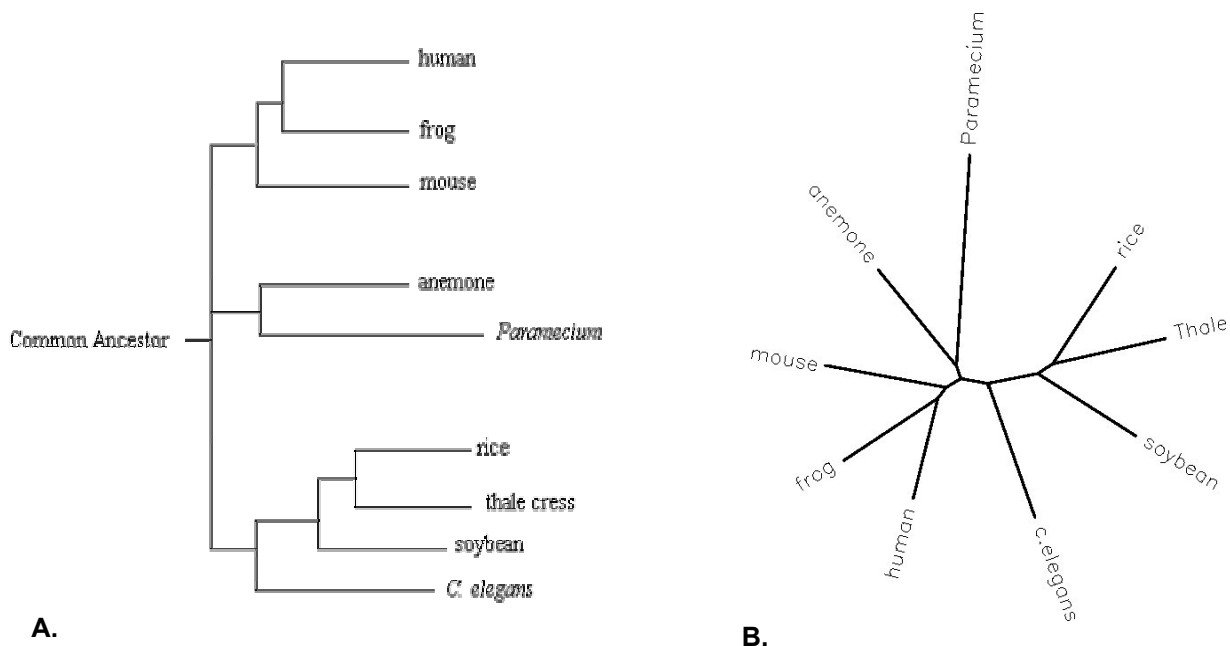 human
frog
mouse
anemone
Paramecium
Common Ancestor
rice
thale cress
soybean
C. elegans
A.
Paramecium
anemone
rice
Thale
mouse
soybean
frog
human
c.elegans
B.